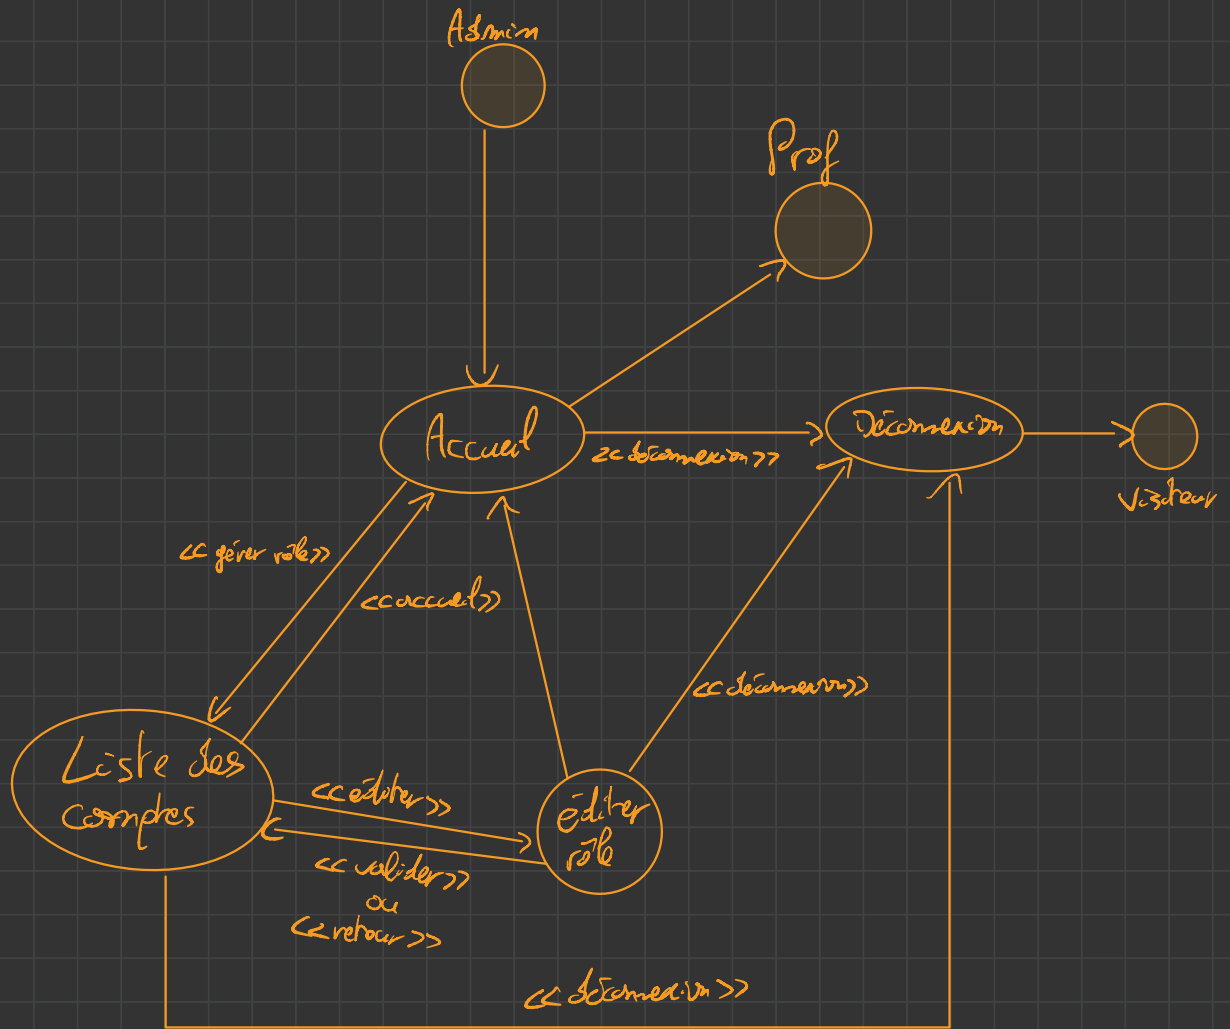 Admin
Prof
Accueil
Déconnexion
<<déconnexion>>
Visiteur
<<gérer rôle>>
<<accueil>>
<<déconnexion>>
Liste des
comptes
<<éditer>>
éditer
rôle
<<valider>>
ou
<<retour>>
<<déconnexion>>